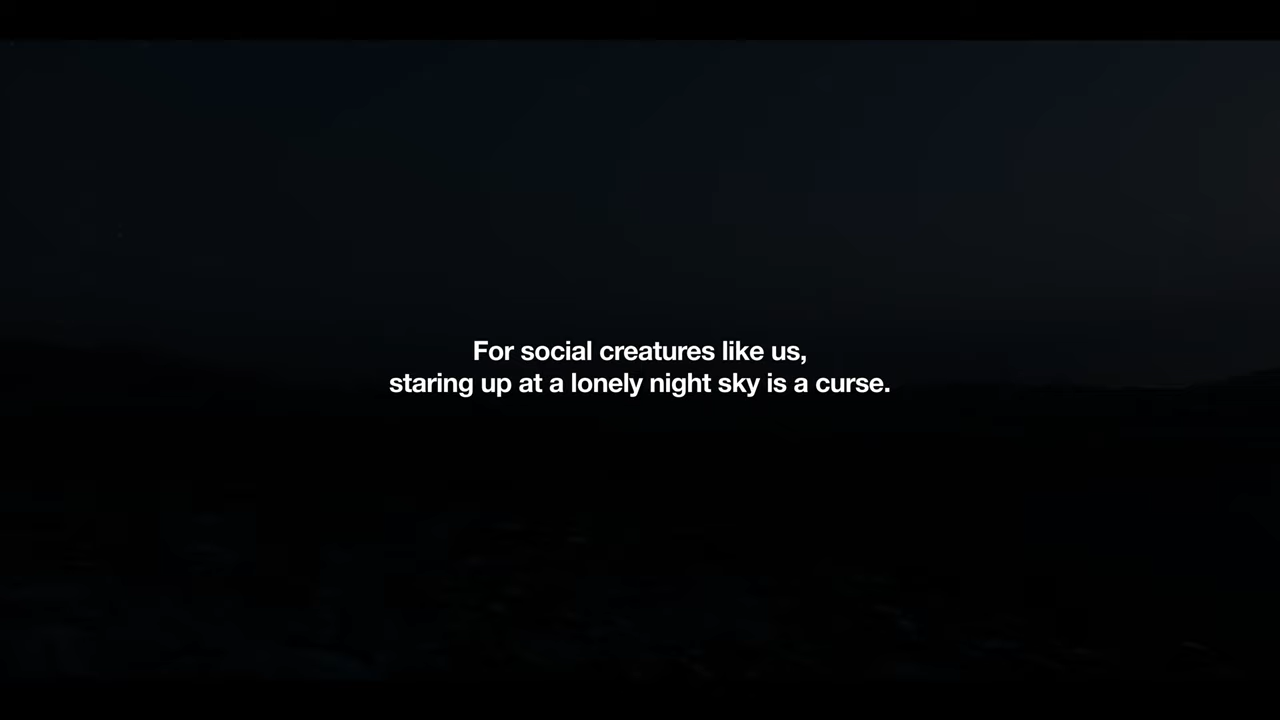 For social creatures like us,
staring up at a lonely night sky is a curse.